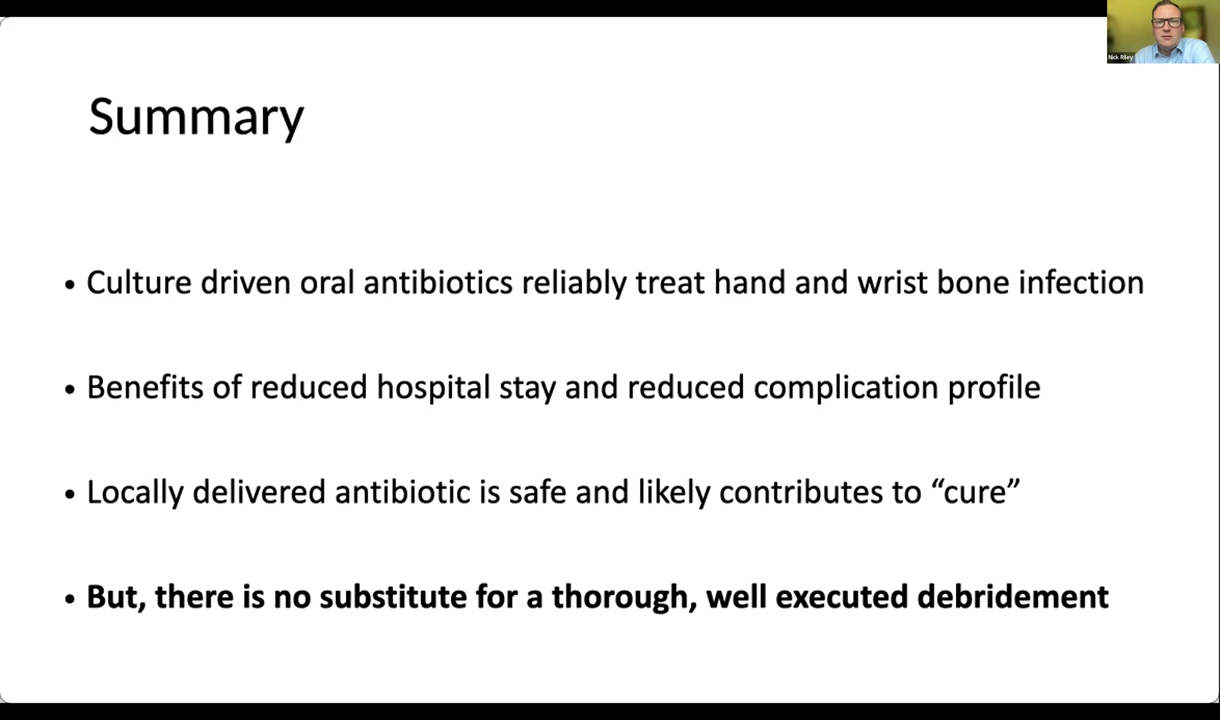 Nick Riley
Summary
• Culture driven oral antibiotics reliably treat hand and wrist bone infection
• Benefits of reduced hospital stay and reduced complication profile
• Locally delivered antibiotic is safe and likely contributes to “cure”
• But, there is no substitute for a thorough, well executed debridement